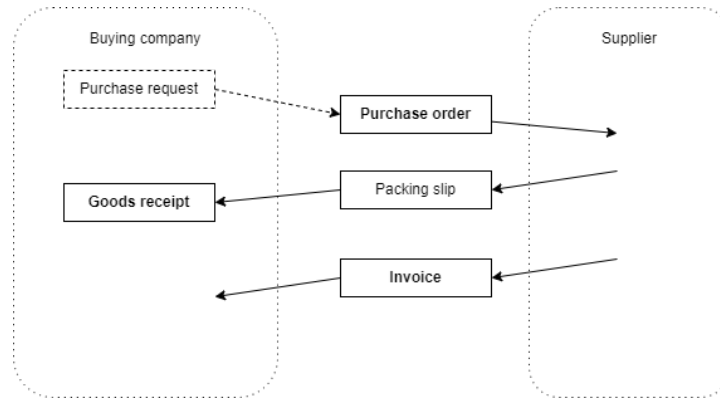 Buying company
Supplier
Purchase request
Purchase order
Packing slip
Goods receipt
Invoice